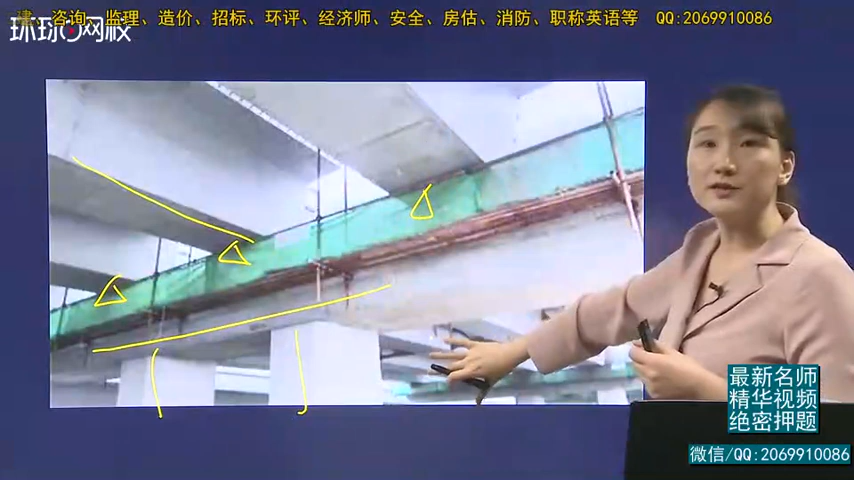 建、咨询、监理、造价、招标、环评、经济师、安全、房估、消防、职称英语等 QQ:2069910086
环球网校
最新名师
精华视频
绝密押题
微信/QQ:2069910086